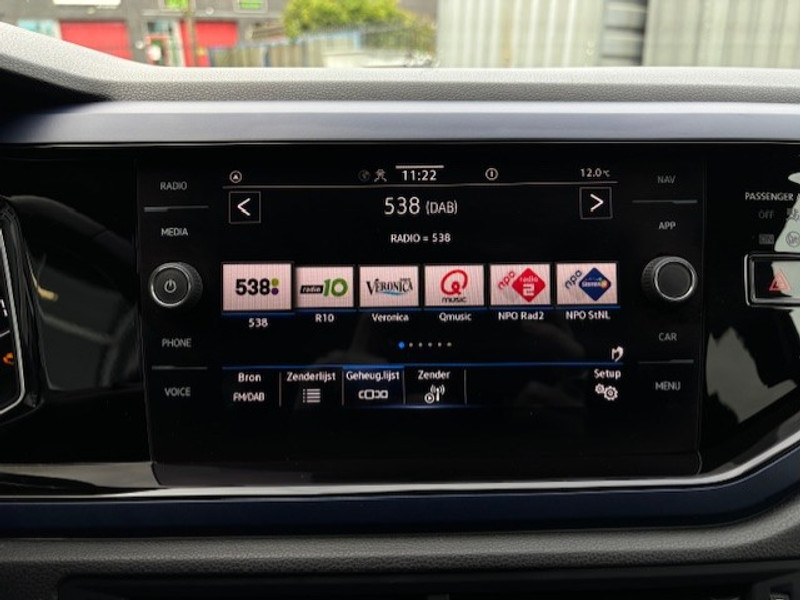 RADIO
MEDIA
PHONE
VOICE
11:22
12.0°C
538 (DAB)
RADIO = 538
538
radio 10
VERONICA
Q music
npo radio 2
npo
538
R10
Veronica
Qmusic
NPO Rad2
NPO StNL
Bron
Zenderlijst
Geheug.lijst
Zender
Setup
FM/DAB
NAV
APP
CAR
MENU
PASSENGER
OFF